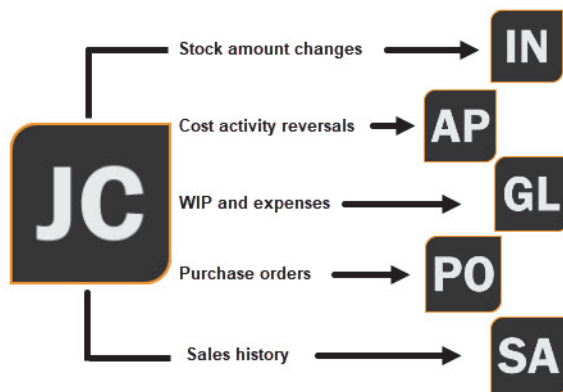 Stock amount changes
IN
Cost activity reversals
AP
JC
WIP and expenses
GL
Purchase orders
PO
Sales history
SA